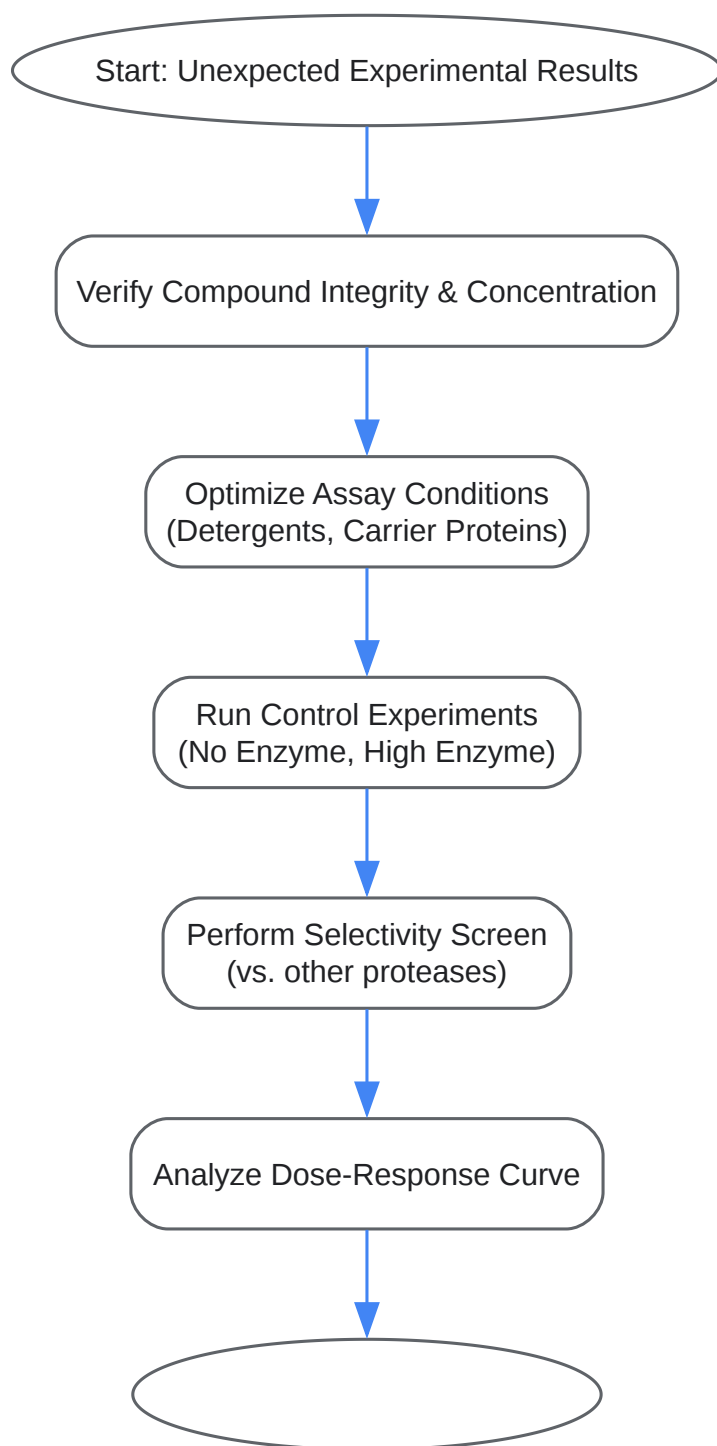 Start: Unexpected Experimental Results
Verify Compound Integrity & Concentration
Optimize Assay Conditions
(Detergents, Carrier Proteins)
Run Control Experiments
(No Enzyme, High Enzyme)
Perform Selectivity Screen
(vs. other proteases)
Analyze Dose-Response Curve